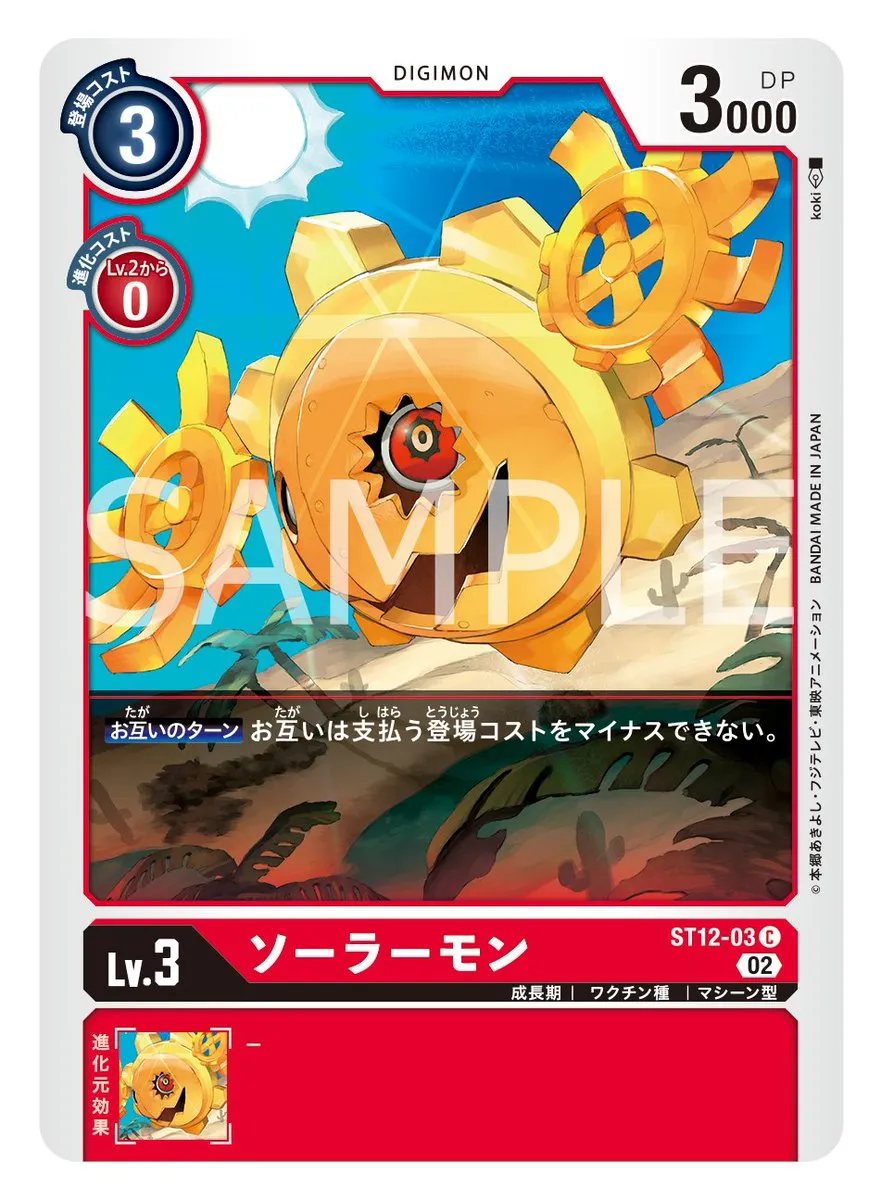 DIGIMON
登場コスト
3
3000
DP
進化コスト
Lv.2から
0
koki
SAMPLE
お互いのターン お互いは支払う登場コストをマイナスできない。
たが たが しはら とうじょう
© 本郷あきよし・フジテレビ・東映アニメーション BANDAI MADE IN JAPAN
Lv.3
ソーラーモン
ST12-03 C
02
成長期 | ワクチン種 | マシーン型
進化元効果
ー